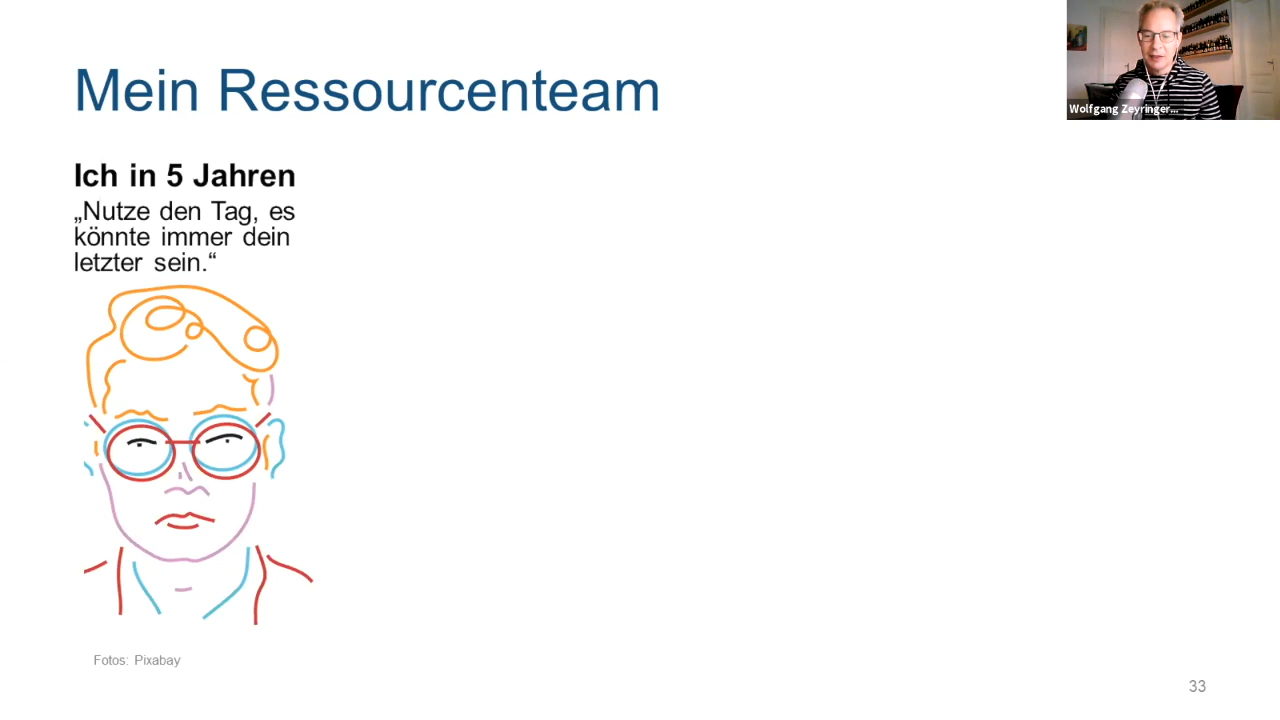 Mein Ressourcenteam
Wolfgang Zeyringer...
Ich in 5 Jahren
„Nutze den Tag, es
könnte immer dein
letzter sein.“
Fotos: Pixabay
33